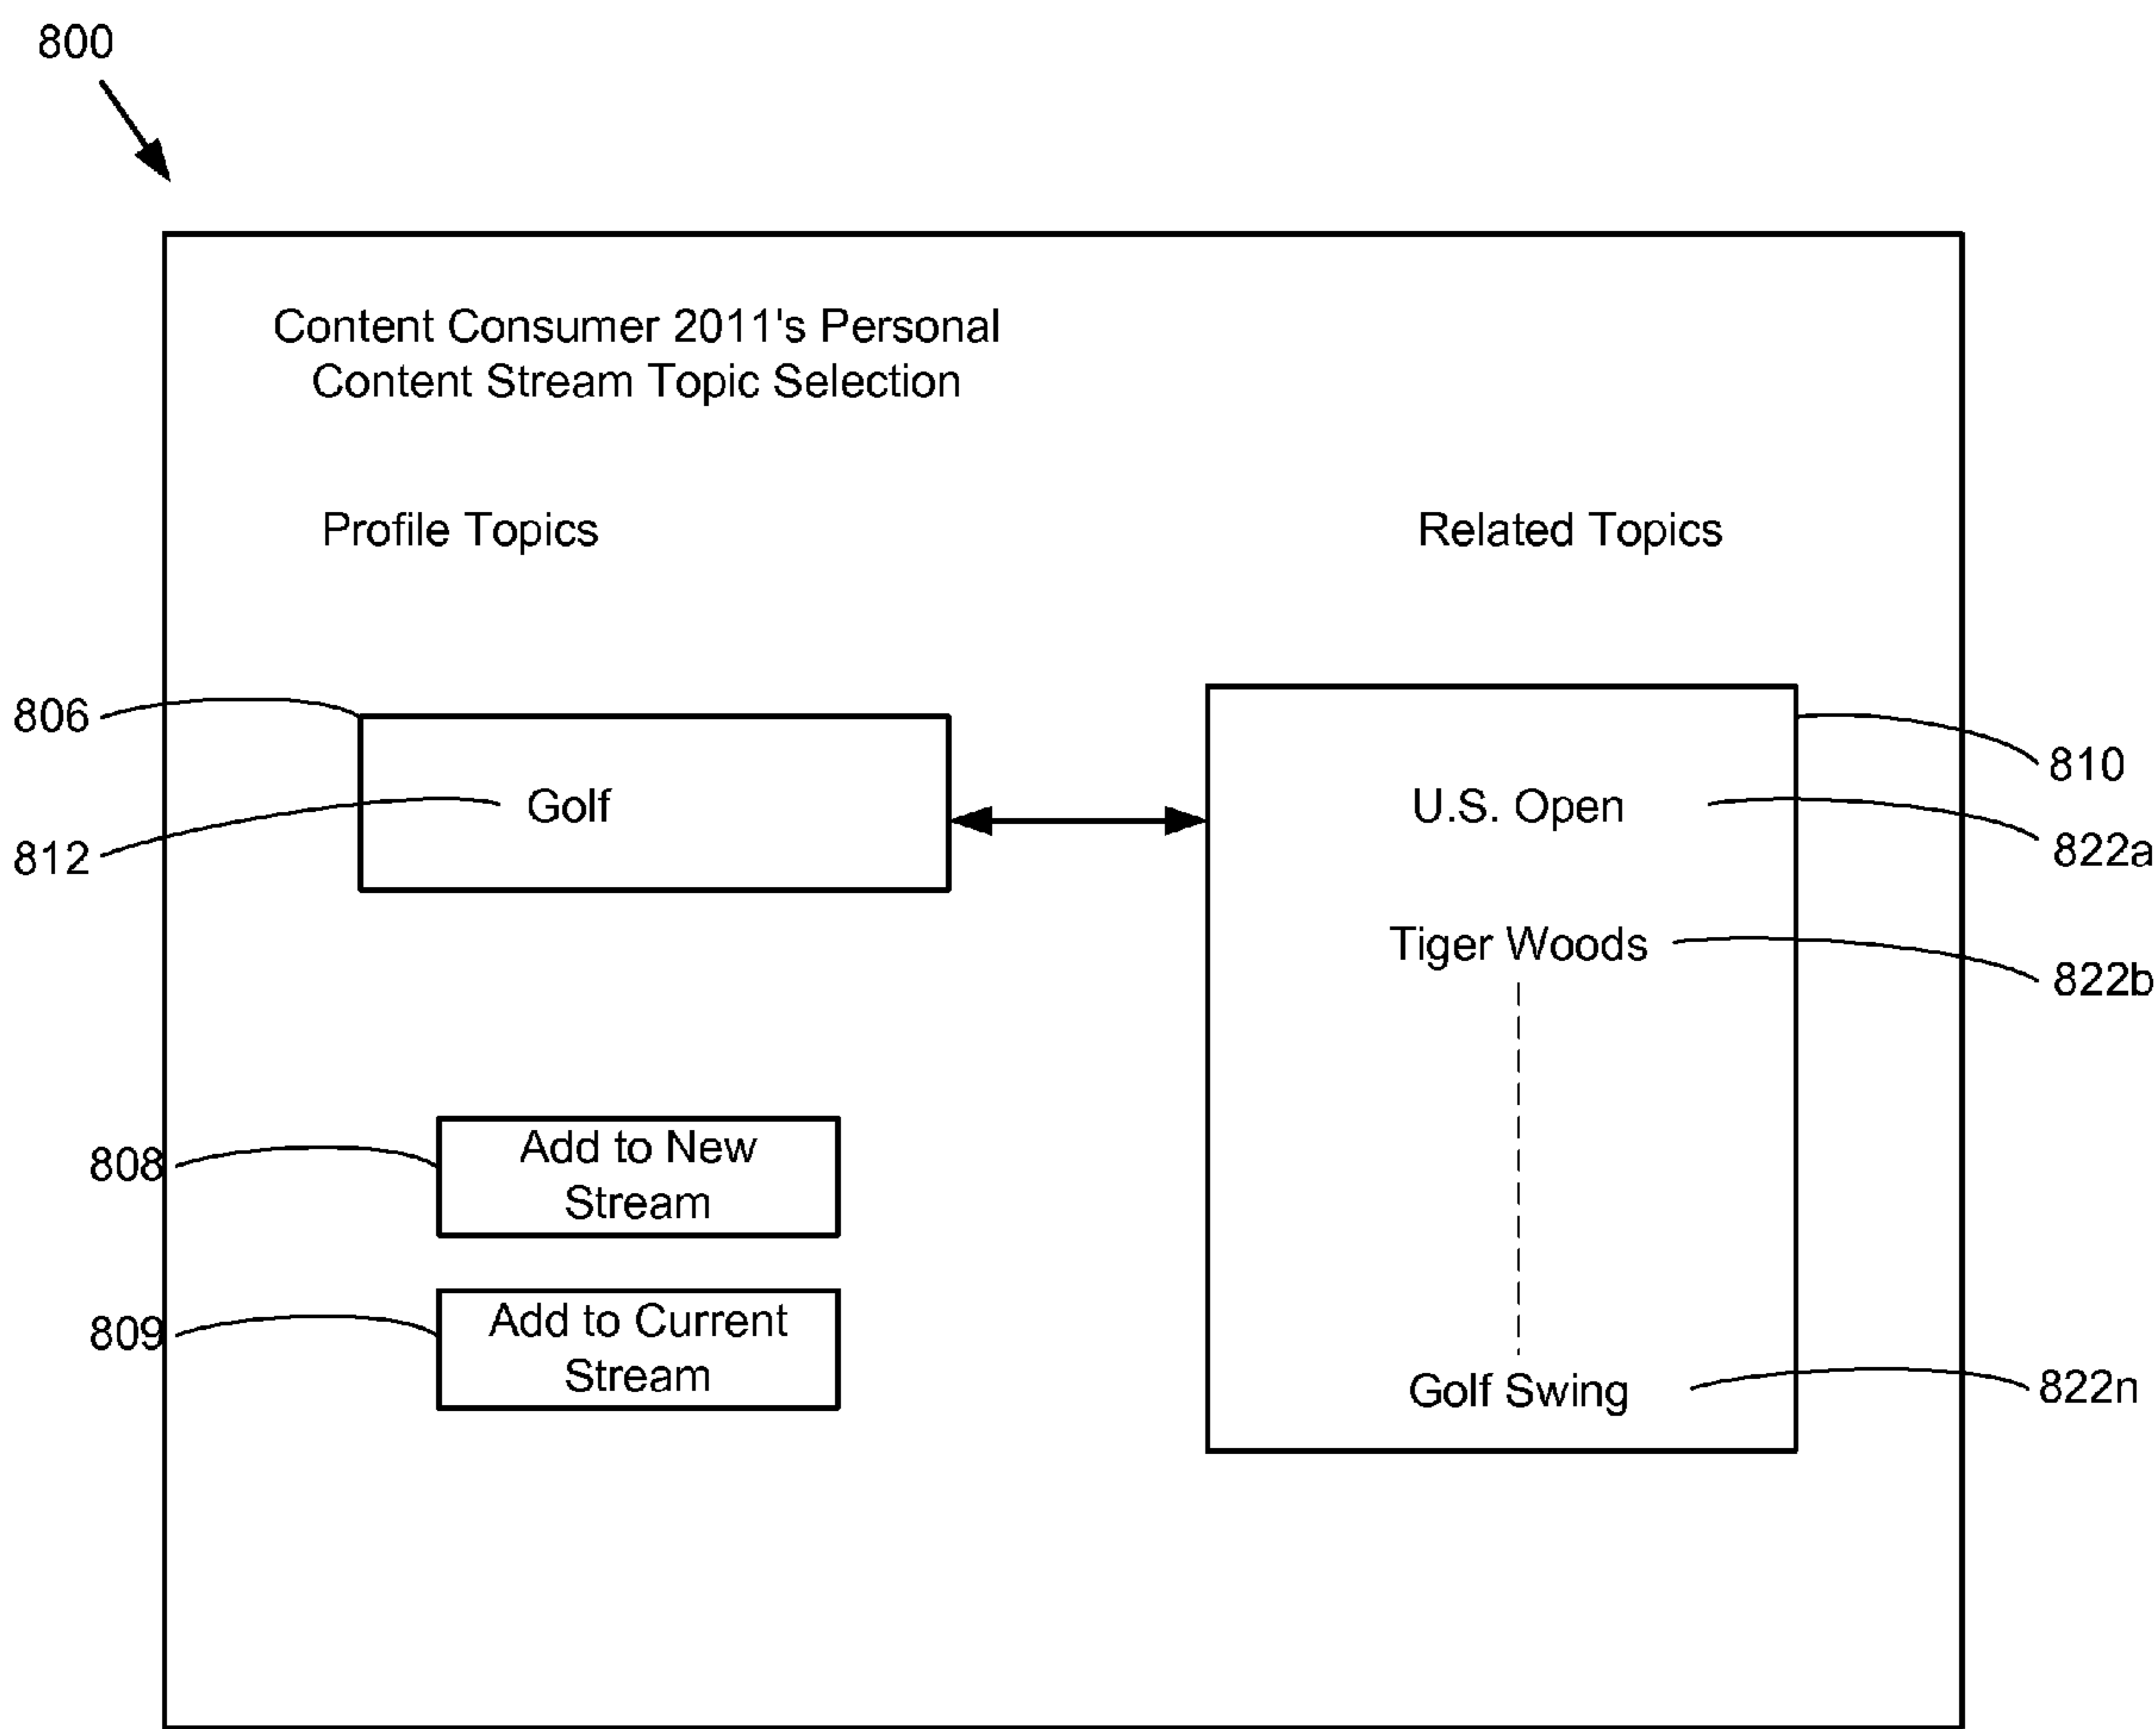 800
Content Consumer 2011's Personal
Content Stream Topic Selection
Profile Topics
Related Topics
806
810
Golf
812
U.S. Open
822a
Tiger Woods
822b
808
Add to New
Stream
809
Add to Current
Stream
Golf Swing
822n